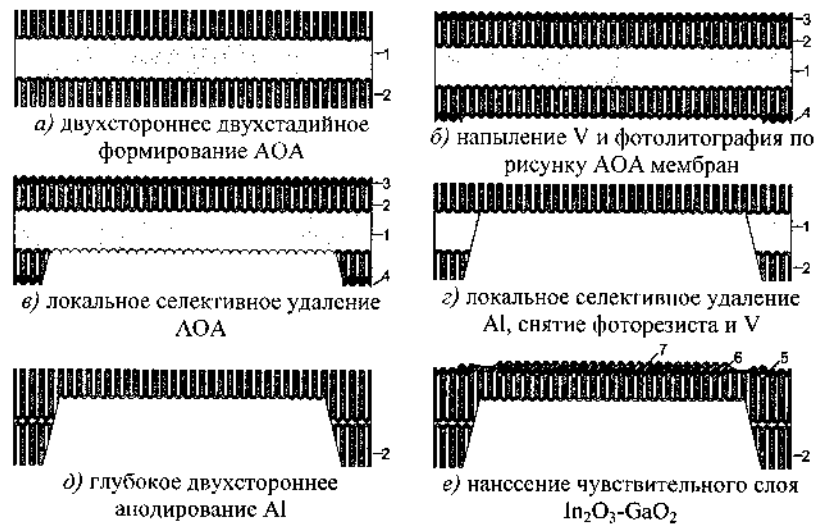 3
2
1
1
2
4
а) двухстороннее двухстадийное
формирование АОА
б) напыление V и фотолитография по
рисунку АОА мембран
3
2
1
4
1
2
в) локальное селективное удаление
АОА
г) локальное селективное удаление
Al, снятие фоторезиста и V
7
6
5
2
2
д) глубокое двухстороннее
анодирование Al
е) нанесение чувствительного слоя
In₂O₃-GaO₂